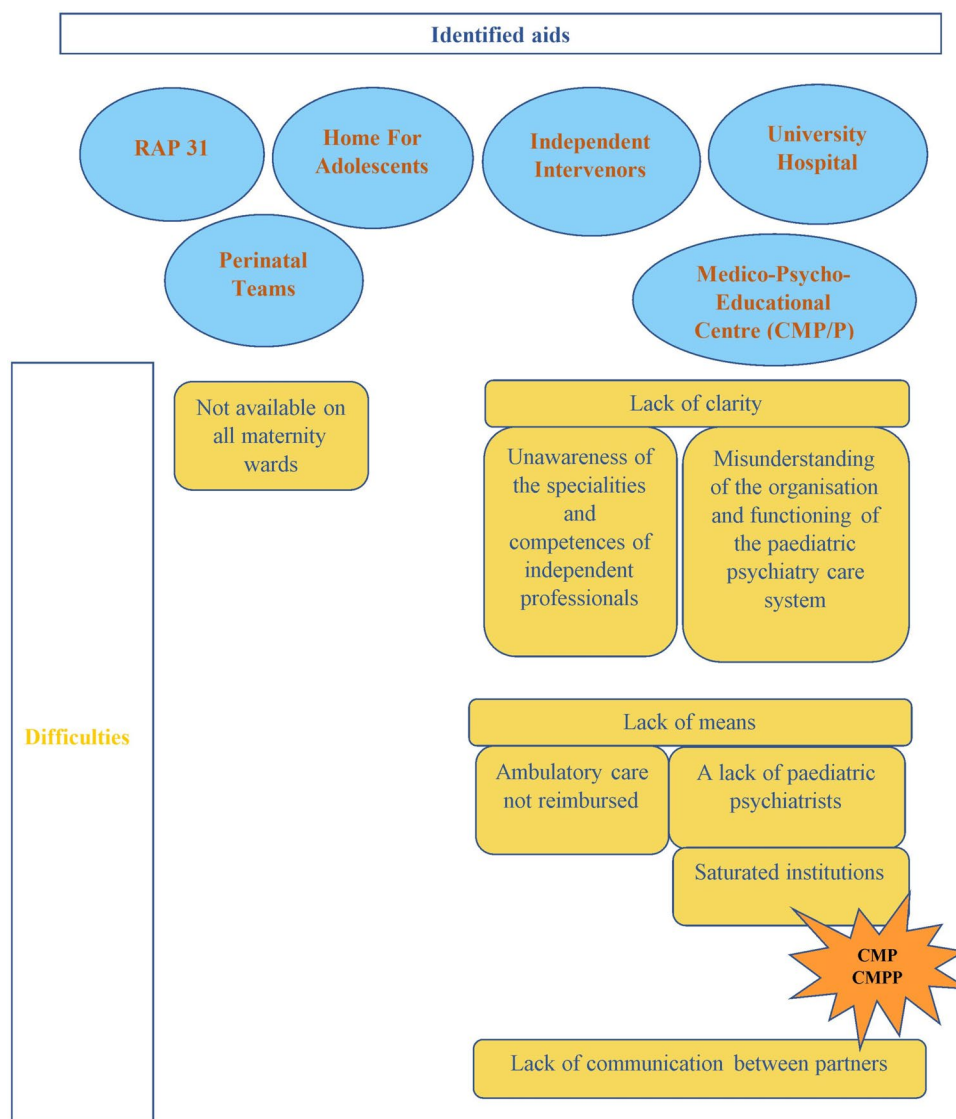 Identified aids
RAP 31
Home For
Adolescents
Independent
Intervenors
University
Hospital
Perinatal
Teams
Medico-Psycho-
Educational
Centre (CMP/P)
Difficulties
Not available on
all maternity
wards
Lack of clarity
Unawareness of
the specialities
and
competences of
independent
professionals
Misunderstanding
of the organisation
and functioning of
the paediatric
psychiatry care
system
Lack of means
Ambulatory care
not reimbursed
A lack of paediatric
psychiatrists
Saturated institutions
CMP
CMPP
Lack of communication between partners